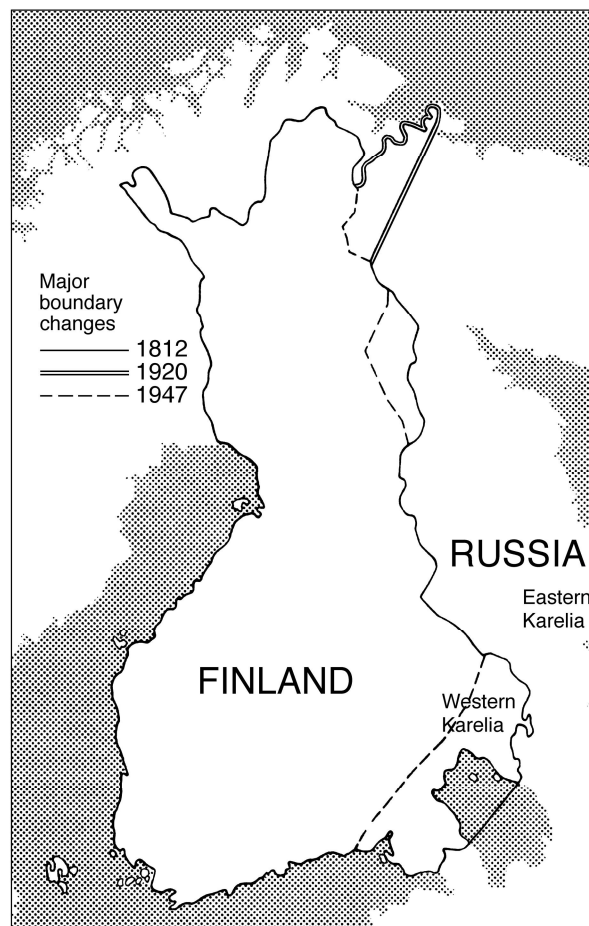 Major
boundary
changes
1812
1920
1947
RUSSIA
Eastern
Karelia
FINLAND
Western
Karelia